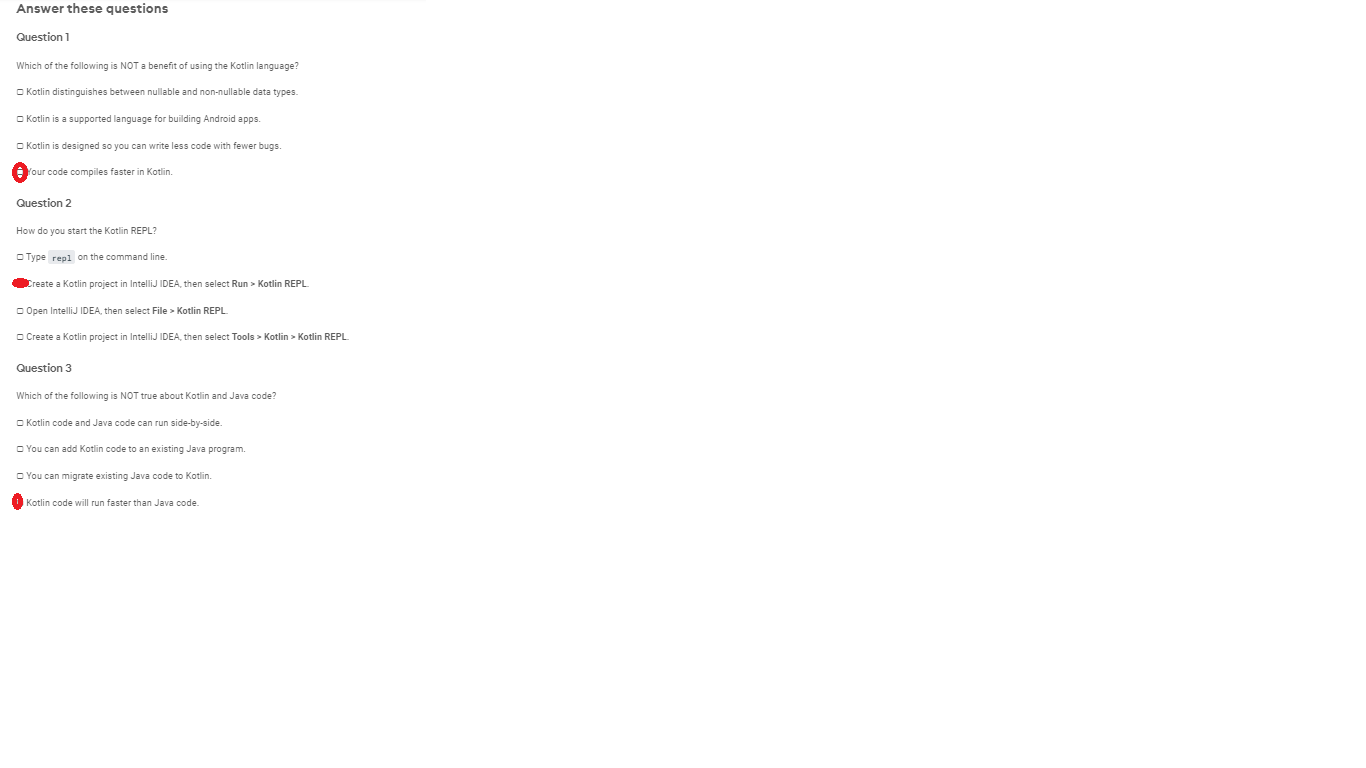 Answer these questions
Question 1
Which of the following is NOT a benefit of using the Kotlin language?
☐ Kotlin distinguishes between nullable and non-nullable data types.
☐ Kotlin is a supported language for building Android apps.
☐ Kotlin is designed so you can write less code with fewer bugs.
Your code compiles faster in Kotlin.
Question 2
How do you start the Kotlin REPL?
☐ Type repl on the command line.
Create a Kotlin project in IntelliJ IDEA, then select Run > Kotlin REPL.
☐ Open IntelliJ IDEA, then select File > Kotlin REPL.
☐ Create a Kotlin project in IntelliJ IDEA, then select Tools > Kotlin > Kotlin REPL.
Question 3
Which of the following is NOT true about Kotlin and Java code?
☐ Kotlin code and Java code can run side-by-side.
☐ You can add Kotlin code to an existing Java program.
☐ You can migrate existing Java code to Kotlin.
Kotlin code will run faster than Java code.